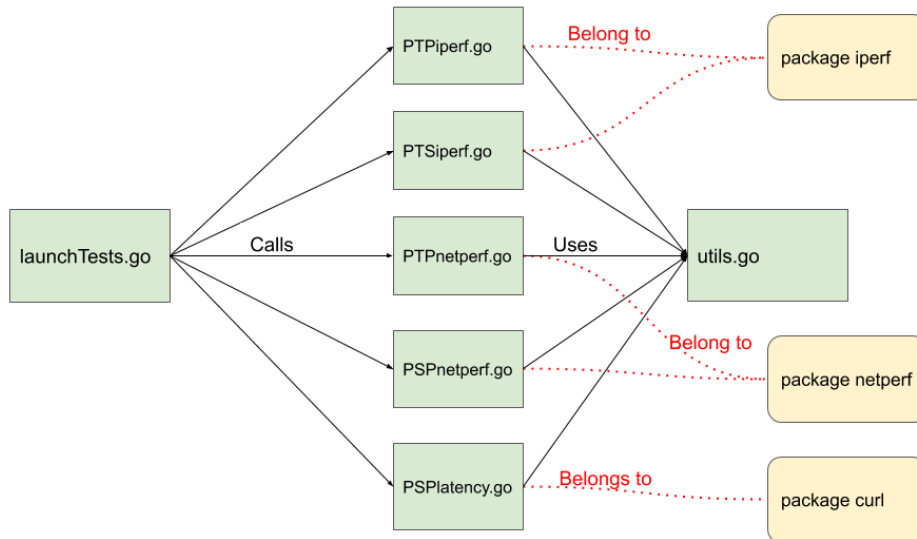 PTPiperf.go
Belong to
package iperf
PTSiperf.go
launchTests.go
Calls
PTPnetperf.go
Uses
utils.go
PSPnetperf.go
Belong to
package netperf
PSPlatency.go
Belongs to
package curl